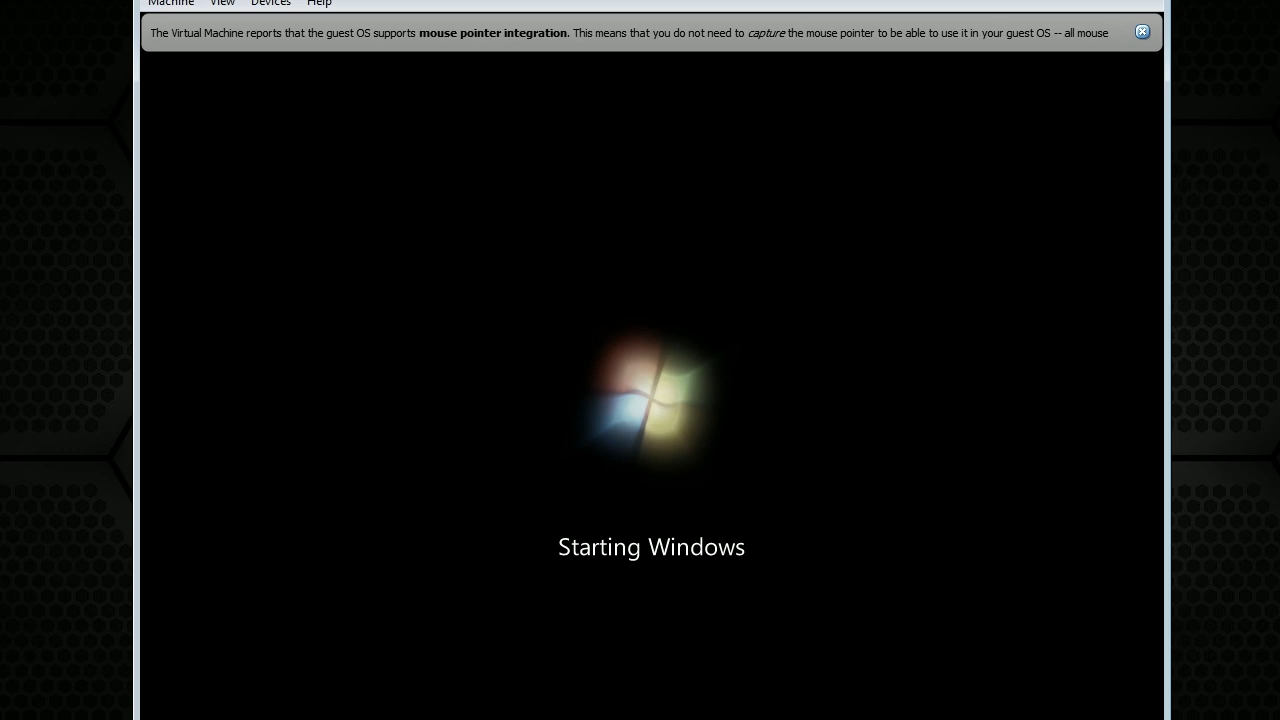 Machine View Devices Help
The Virtual Machine reports that the guest OS supports mouse pointer integration. This means that you do not need to capture the mouse pointer to be able to use it in your guest OS -- all mouse
Starting Windows